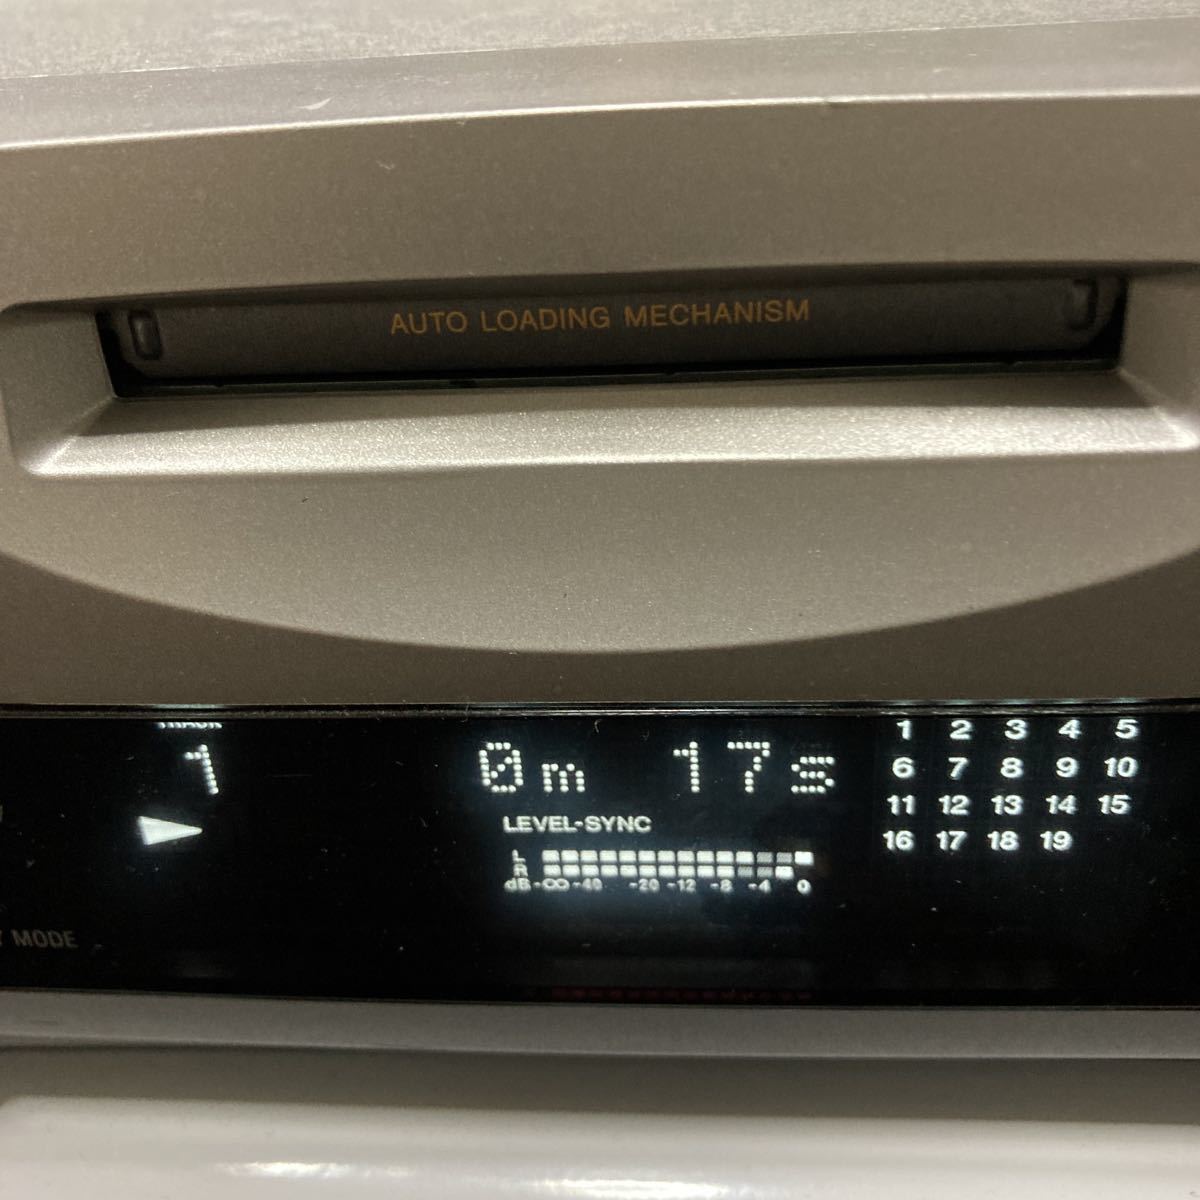 AUTO LOADING MECHANISM
TRACK
1 0m 17s
LEVEL-SYNC
L
R
dB -∞ -40 -20 -12 -8 -4 0
1 2 3 4 5
6 7 8 9 10
11 12 13 14 15
16 17 18 19
MODE